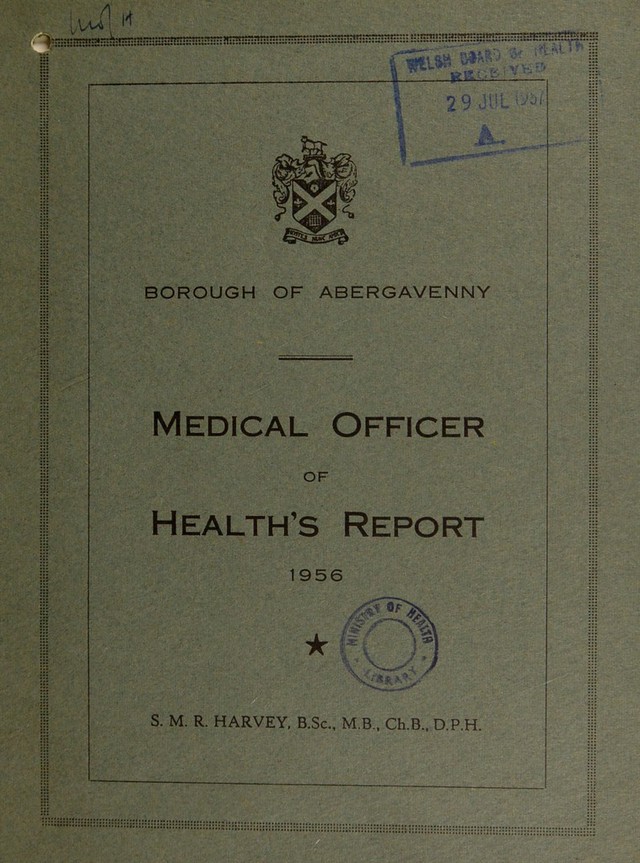 WELSH BOARD OF HEALTH
RECEIVED
29 JUL 1957
A
BOROUGH OF ABERGAVENNY
MEDICAL OFFICER
OF
HEALTH'S REPORT
1956
MINISTRY OF HEALTH
LIBRARY
S. M. R. HARVEY, B.Sc., M.B., Ch.B., D.P.H.